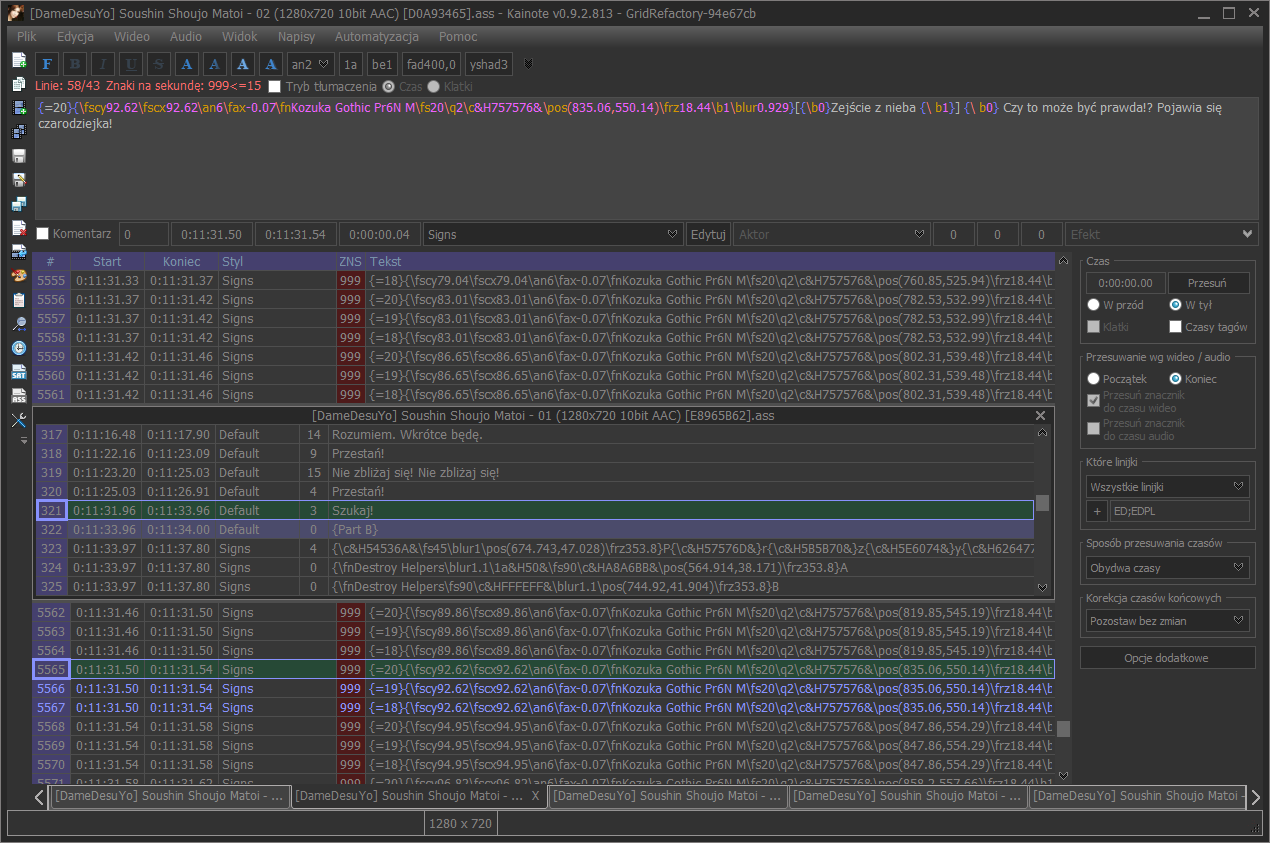 [DameDesuYo] Soushin Shoujo Matoi - 02 (1280x720 10bit AAC) [D0A93465].ass - Kainote v0.9.2.813 - GridRefactory-94e67cb
Plik Edycja Wideo Audio Widok Napisy Automatyzacja Pomoc
F B I U S A A A A an2 1a be1 fad400,0 yshad3
Linie: 58/43 Znaki na sekundę: 999<=15 Tryb tłumaczenia Czas Klatki
{=20}{\fscy92.62\fscx92.62\an6\fax-0.07\fnKozuka Gothic Pr6N M\fs20\q2\c&H757576&\pos(835.06,550.14)\frz18.44\b1\blur0.929}[{\b0}Zejście z nieba {\ b1}] {\ b0} Czy to może być prawda!? Pojawia się
czarodziejka!
Komentarz 0 0:11:31.50 0:11:31.54 0:00:00.04 Signs Edytuj Aktor 0 0 0 Efekt
# Start Koniec Styl ZNS Tekst
5555 0:11:31.33 0:11:31.37 Signs 999 {=18}{\fscy79.04\fscx79.04\an6\fax-0.07\fnKozuka Gothic Pr6N M\fs20\q2\c&H757576&\pos(760.85,525.94)\frz18.44\b
5556 0:11:31.37 0:11:31.42 Signs 999 {=20}{\fscy83.01\fscx83.01\an6\fax-0.07\fnKozuka Gothic Pr6N M\fs20\q2\c&H757576&\pos(782.53,532.99)\frz18.44\b
5557 0:11:31.37 0:11:31.42 Signs 999 {=19}{\fscy83.01\fscx83.01\an6\fax-0.07\fnKozuka Gothic Pr6N M\fs20\q2\c&H757576&\pos(782.53,532.99)\frz18.44\b
5558 0:11:31.37 0:11:31.42 Signs 999 {=18}{\fscy83.01\fscx83.01\an6\fax-0.07\fnKozuka Gothic Pr6N M\fs20\q2\c&H757576&\pos(782.53,532.99)\frz18.44\b
5559 0:11:31.42 0:11:31.46 Signs 999 {=20}{\fscy86.65\fscx86.65\an6\fax-0.07\fnKozuka Gothic Pr6N M\fs20\q2\c&H757576&\pos(802.31,539.48)\frz18.44\b
5560 0:11:31.42 0:11:31.46 Signs 999 {=19}{\fscy86.65\fscx86.65\an6\fax-0.07\fnKozuka Gothic Pr6N M\fs20\q2\c&H757576&\pos(802.31,539.48)\frz18.44\b
5561 0:11:31.42 0:11:31.46 Signs 999 {=18}{\fscy86.65\fscx86.65\an6\fax-0.07\fnKozuka Gothic Pr6N M\fs20\q2\c&H757576&\pos(802.31,539.48)\frz18.44\b
[DameDesuYo] Soushin Shoujo Matoi - 01 (1280x720 10bit AAC) [E8965B62].ass
317 0:11:16.48 0:11:17.90 Default 14 Rozumiem. Wkrótce będę.
318 0:11:22.16 0:11:23.09 Default 9 Przestań!
319 0:11:23.20 0:11:25.03 Default 15 Nie zbliżaj się! Nie zbliżaj się!
320 0:11:25.03 0:11:26.91 Default 4 Przestań!
321 0:11:31.96 0:11:33.96 Default 3 Szukaj!
322 0:11:33.96 0:11:34.00 Default 0 {Part B}
323 0:11:33.97 0:11:37.80 Signs 4 {\c&H54536A&\fs45\blur1\pos(674.743,47.028)\frz353.8}P{\c&H57576D&}r{\c&H5B5B70&}z{\c&H5E6074&}y{\c&H626477
324 0:11:33.97 0:11:37.80 Signs 0 {\fnDestroy Helpers\blur1.1\1a&H50&\fs90\c&HA8A6BB&\pos(564.914,38.171)\frz353.8}A
325 0:11:33.97 0:11:37.80 Signs 0 {\fnDestroy Helpers\fs90\c&HFFFEFF&\blur1.1\pos(744.92,41.904)\frz353.8}B
5562 0:11:31.46 0:11:31.50 Signs 999 {=20}{\fscy89.86\fscx89.86\an6\fax-0.07\fnKozuka Gothic Pr6N M\fs20\q2\c&H757576&\pos(819.85,545.19)\frz18.44\b
5563 0:11:31.46 0:11:31.50 Signs 999 {=19}{\fscy89.86\fscx89.86\an6\fax-0.07\fnKozuka Gothic Pr6N M\fs20\q2\c&H757576&\pos(819.85,545.19)\frz18.44\b
5564 0:11:31.46 0:11:31.50 Signs 999 {=18}{\fscy89.86\fscx89.86\an6\fax-0.07\fnKozuka Gothic Pr6N M\fs20\q2\c&H757576&\pos(819.85,545.19)\frz18.44\b
5565 0:11:31.50 0:11:31.54 Signs 999 {=20}{\fscy92.62\fscx92.62\an6\fax-0.07\fnKozuka Gothic Pr6N M\fs20\q2\c&H757576&\pos(835.06,550.14)\frz18.44\b
5566 0:11:31.50 0:11:31.54 Signs 999 {=19}{\fscy92.62\fscx92.62\an6\fax-0.07\fnKozuka Gothic Pr6N M\fs20\q2\c&H757576&\pos(835.06,550.14)\frz18.44\b
5567 0:11:31.50 0:11:31.54 Signs 999 {=18}{\fscy92.62\fscx92.62\an6\fax-0.07\fnKozuka Gothic Pr6N M\fs20\q2\c&H757576&\pos(835.06,550.14)\frz18.44\b
5568 0:11:31.54 0:11:31.58 Signs 999 {=20}{\fscy94.95\fscx94.95\an6\fax-0.07\fnKozuka Gothic Pr6N M\fs20\q2\c&H757576&\pos(847.86,554.29)\frz18.44\b
5569 0:11:31.54 0:11:31.58 Signs 999 {=19}{\fscy94.95\fscx94.95\an6\fax-0.07\fnKozuka Gothic Pr6N M\fs20\q2\c&H757576&\pos(847.86,554.29)\frz18.44\b
5570 0:11:31.54 0:11:31.58 Signs 999 {=18}{\fscy94.95\fscx94.95\an6\fax-0.07\fnKozuka Gothic Pr6N M\fs20\q2\c&H757576&\pos(847.86,554.29)\frz18.44\b
5571 0:11:31.58 0:11:31.62 Signs 999 {=20}{\fscy96.82\fscx96.82\an6\fax-0.07\fnKozuka Gothic Pr6N M\fs20\q2\c&H757576&\pos(858.2,557.66)\frz18.44\b1
Czas
0:00:00.00 Przesuń
W przód W tył
Klatki Czasy tagów
Przesuwanie wg wideo / audio
Początek Koniec
Przesuń znacznik
do czasu wideo
Przesuń znacznik
do czasu audio
Które linijki
Wszystkie linijki
+ ED;EDPL
Sposób przesuwania czasów
Obydwa czasy
Korekcja czasów końcowych
Pozostaw bez zmian
Opcje dodatkowe
[DameDesuYo] Soushin Shoujo Matoi - ... [DameDesuYo] Soushin Shoujo Matoi - ... X [DameDesuYo] Soushin Shoujo Matoi - ... [DameDesuYo] Soushin Shoujo Matoi - ... [DameDesuYo] Soushin Shoujo Matoi -
1280 x 720